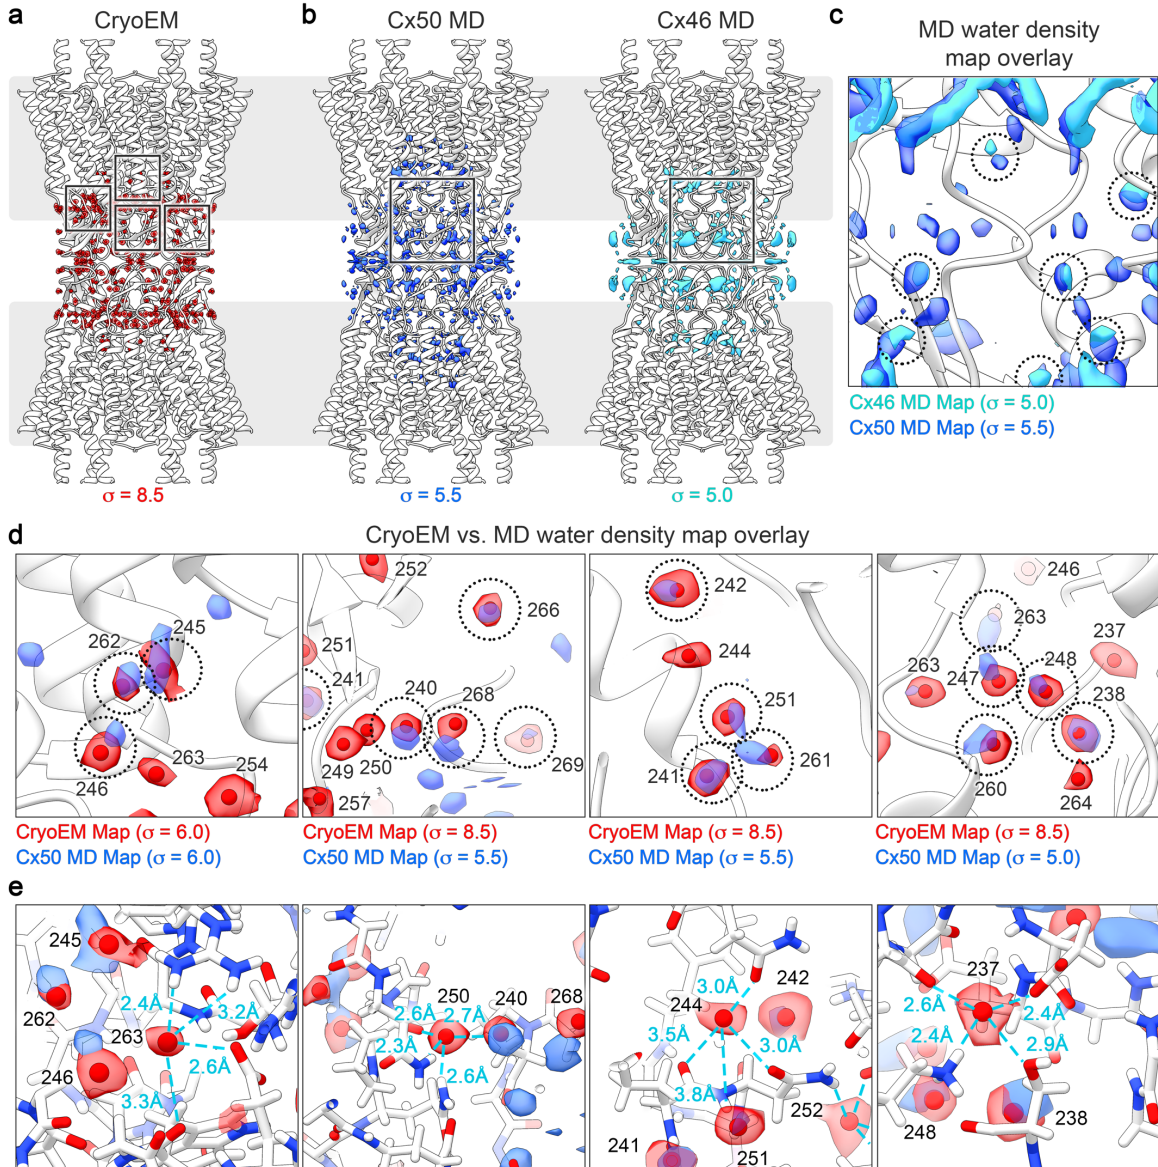 a
CryoEM
b
Cx50 MD
Cx46 MD
c
MD water density
map overlay
σ = 8.5
σ = 5.5
σ = 5.0
Cx46 MD Map (σ = 5.0)
Cx50 MD Map (σ = 5.5)
d
CryoEM vs. MD water density map overlay
262
245
246
263
254
CryoEM Map (σ = 6.0)
Cx50 MD Map (σ = 6.0)
252
266
251
241
240
268
249
250
269
257
CryoEM Map (σ = 8.5)
Cx50 MD Map (σ = 5.5)
242
244
251
241
261
CryoEM Map (σ = 8.5)
Cx50 MD Map (σ = 5.5)
246
263
237
263
247
248
238
260
264
CryoEM Map (σ = 8.5)
Cx50 MD Map (σ = 5.0)
e
245
2.4Å
3.2Å
262
263
2.6Å
246
3.3Å
250
240
268
2.6Å
2.7Å
2.3Å
2.6Å
3.0Å
242
244
3.5Å
3.0Å
3.8Å
252
241
251
237
2.6Å
2.4Å
2.4Å
2.9Å
248
238